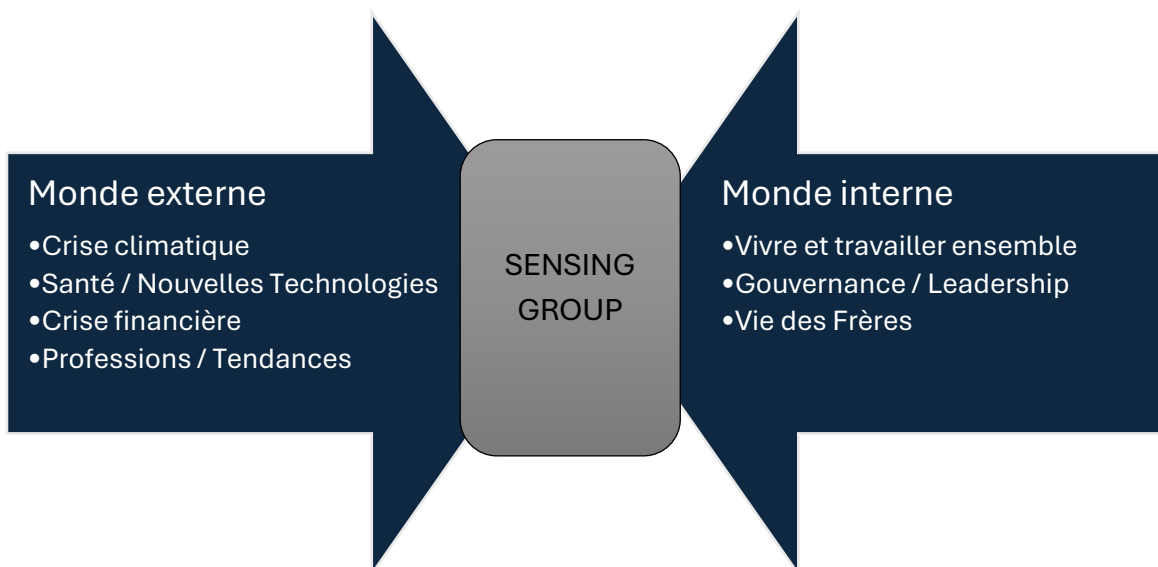 Monde externe
•Crise climatique
•Santé / Nouvelles Technologies
•Crise financière
•Professions / Tendances
SENSING
GROUP
Monde interne
•Vivre et travailler ensemble
•Gouvernance / Leadership
•Vie des Frères